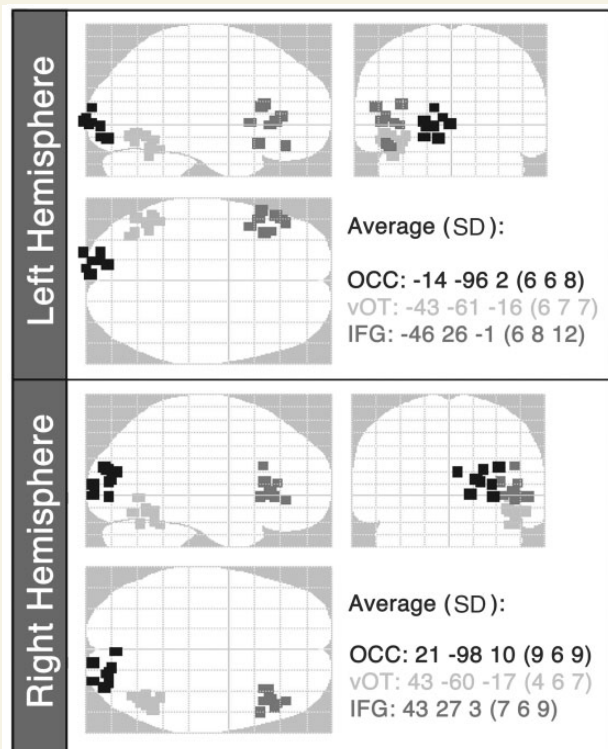 Left Hemisphere
Average (SD):
OCC: -14 -96 2 (6 6 8)
vOT: -43 -61 -16 (6 7 7)
IFG: -46 26 -1 (6 8 12)
Right Hemisphere
Average (SD):
OCC: 21 -98 10 (9 6 9)
vOT: 43 -60 -17 (4 6 7)
IFG: 43 27 3 (7 6 9)